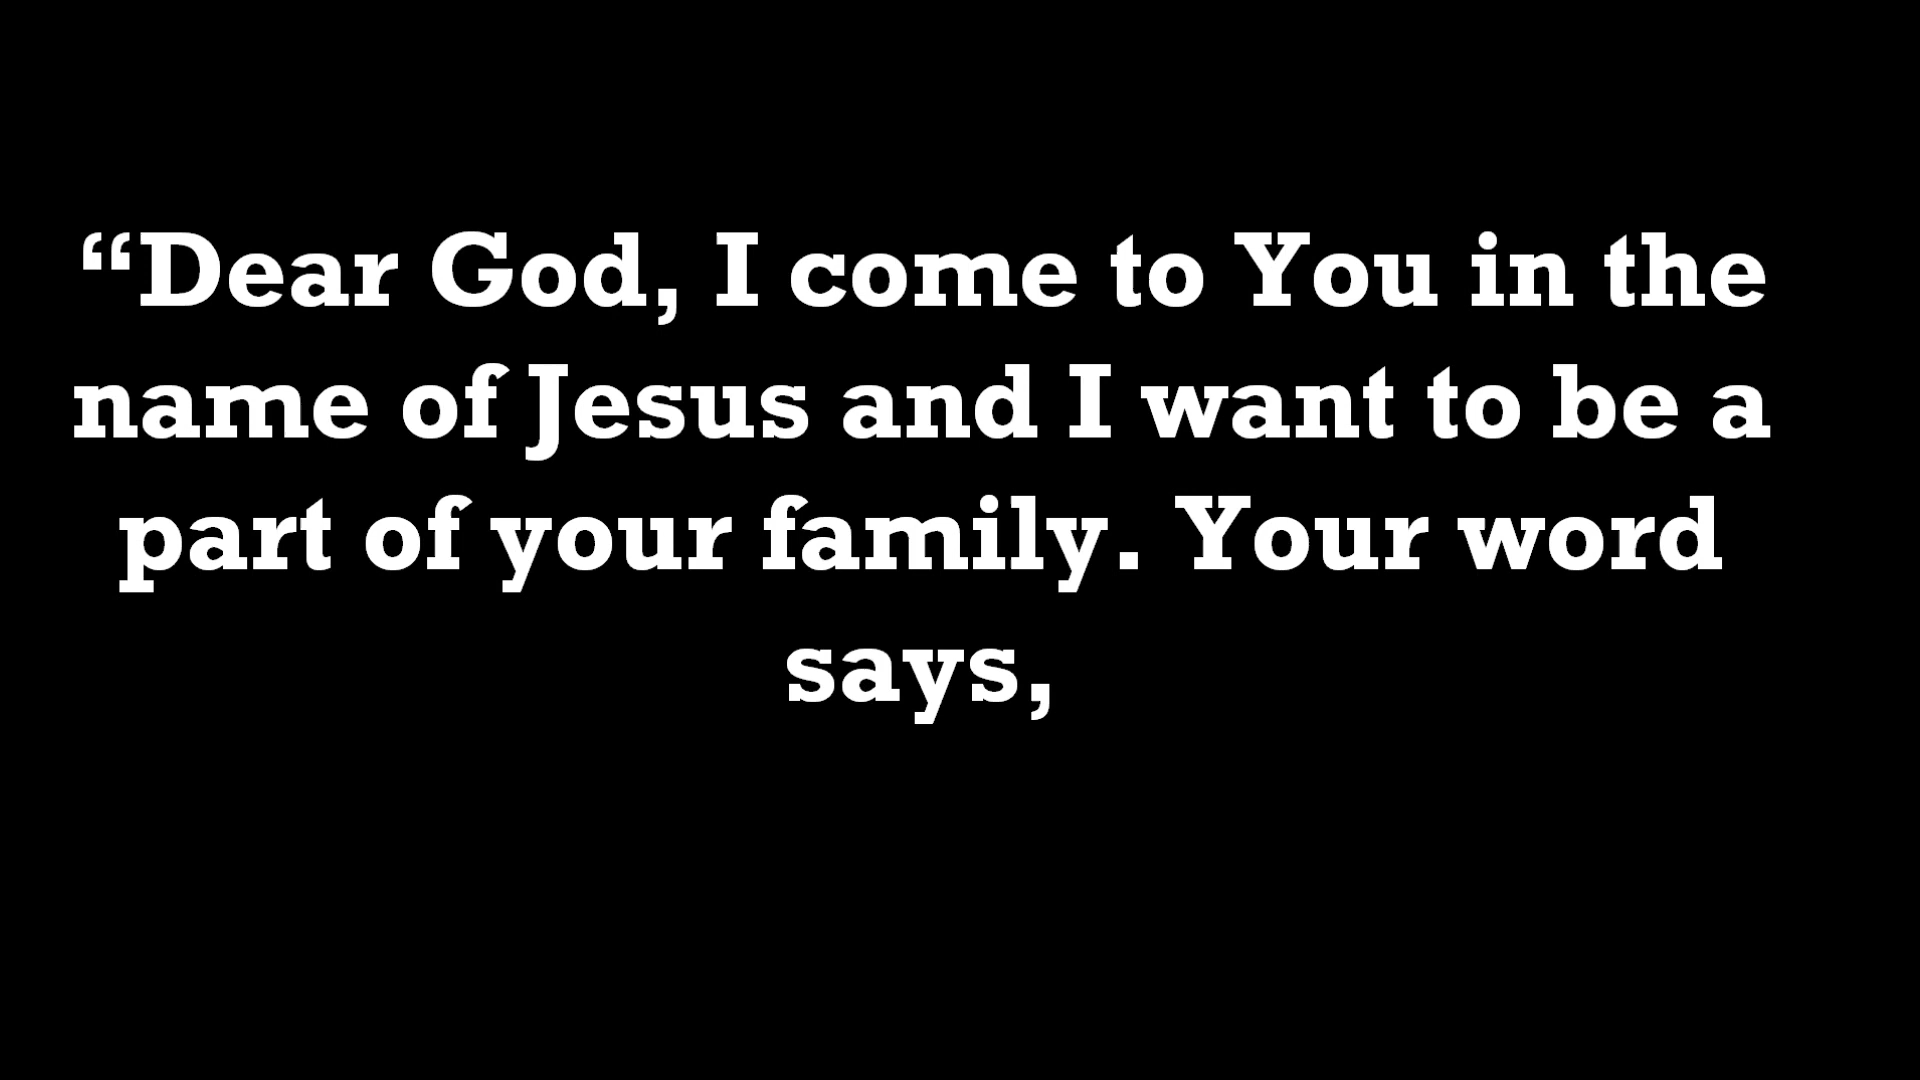 “Dear God, I come to You in the
name of Jesus and I want to be a
part of your family. Your word
says,